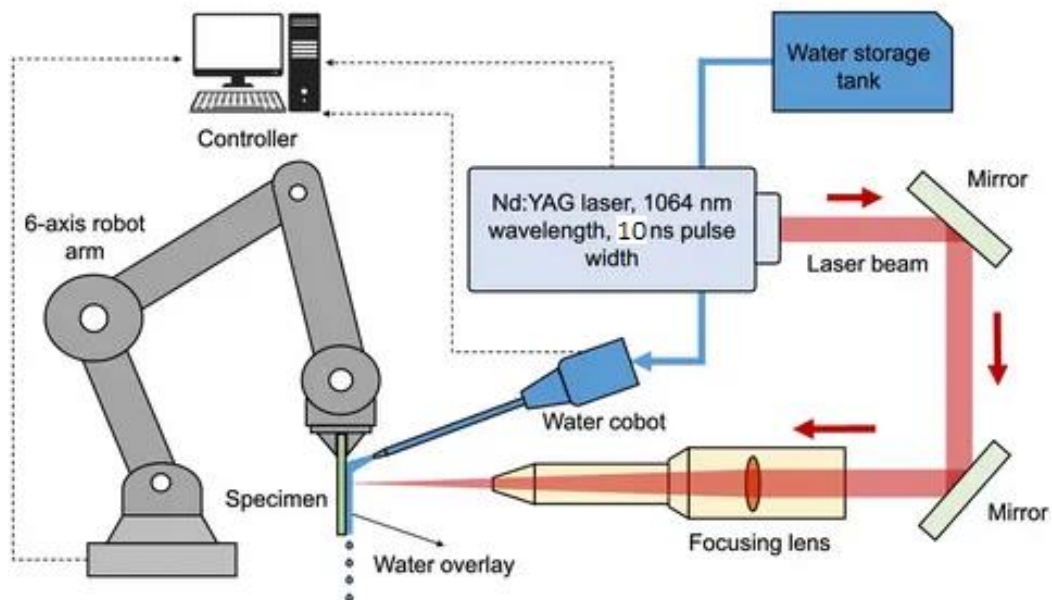 Controller
Water storage
tank
6-axis robot
arm
Nd:YAG laser, 1064 nm
wavelength, 10 ns pulse
width
Mirror
Laser beam
Water cobot
Specimen
Water overlay
Focusing lens
Mirror